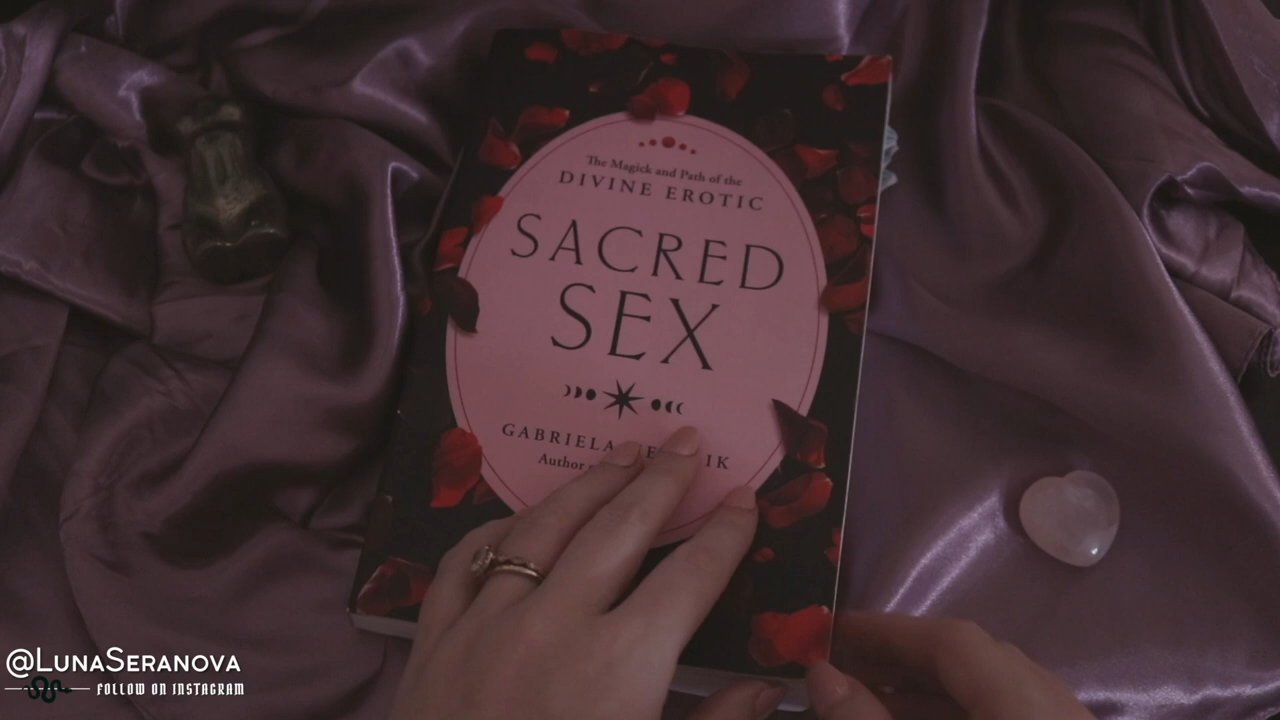 The Magick and Path of the
DIVINE EROTIC
SACRED
SEX
GABRIELA
Author
@LUNASERANOVA
FOLLOW ON INSTAGRAM